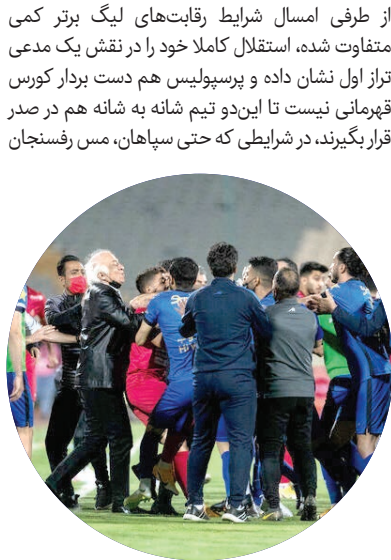 از طرفی امسال شرایط رقابت‌های لیگ برتر کمی
متفاوت شده، استقلال کاملا خود را در نقش یک مدعی
تراز اول نشان داده و پرسپولیس هم دست بردار کورس
قهرمانی نیست تا این‌دو تیم شانه به شانه هم در صدر
قرار بگیرند، در شرایطی که حتی سپاهان، مس رفسنجان